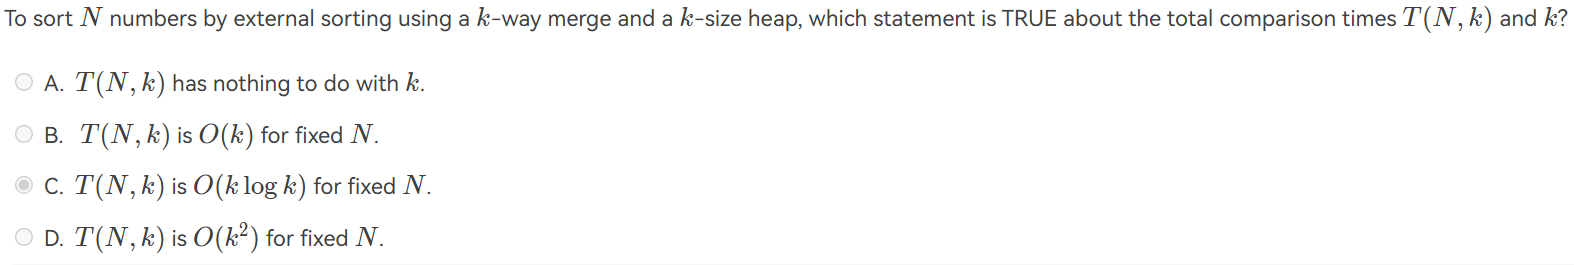 To sort N numbers by external sorting using a k-way merge and a k-size heap, which statement is TRUE about the total comparison times T(N, k) and k?
A. T(N, k) has nothing to do with k.
B. T(N, k) is O(k) for fixed N.
C. T(N, k) is O(k log k) for fixed N.
D. T(N, k) is O(k²) for fixed N.